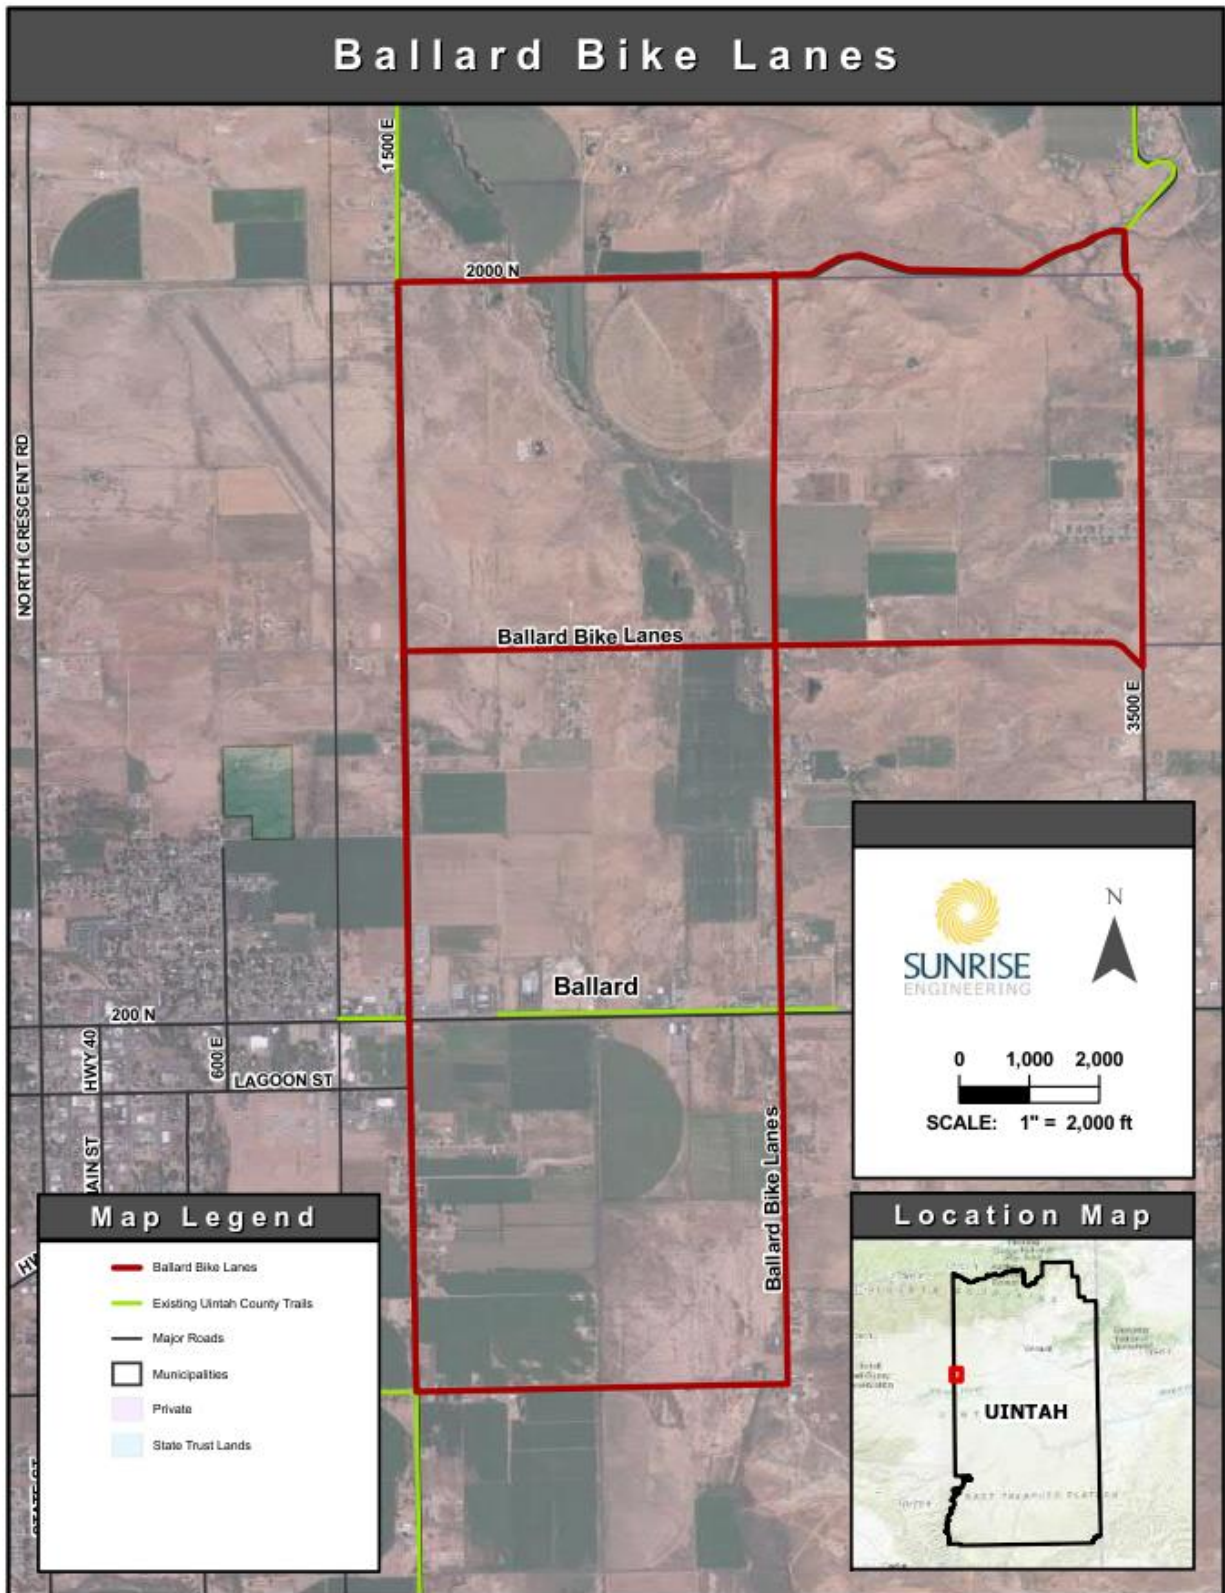 Ballard Bike Lanes
1500 E
2000 N
NORTH CRESCENT RD
Ballard Bike Lanes
3500 E
Ballard
200 N
HWY 40
600 E
LAGOON ST
AIN ST
Ballard Bike Lanes
SUNRISE
ENGINEERING
N
0 1,000 2,000
SCALE: 1" = 2,000 ft
Map Legend
Ballard Bike Lanes
Existing Uintah County Trails
Major Roads
Municipalities
Private
State Trust Lands
Location Map
UINTAH